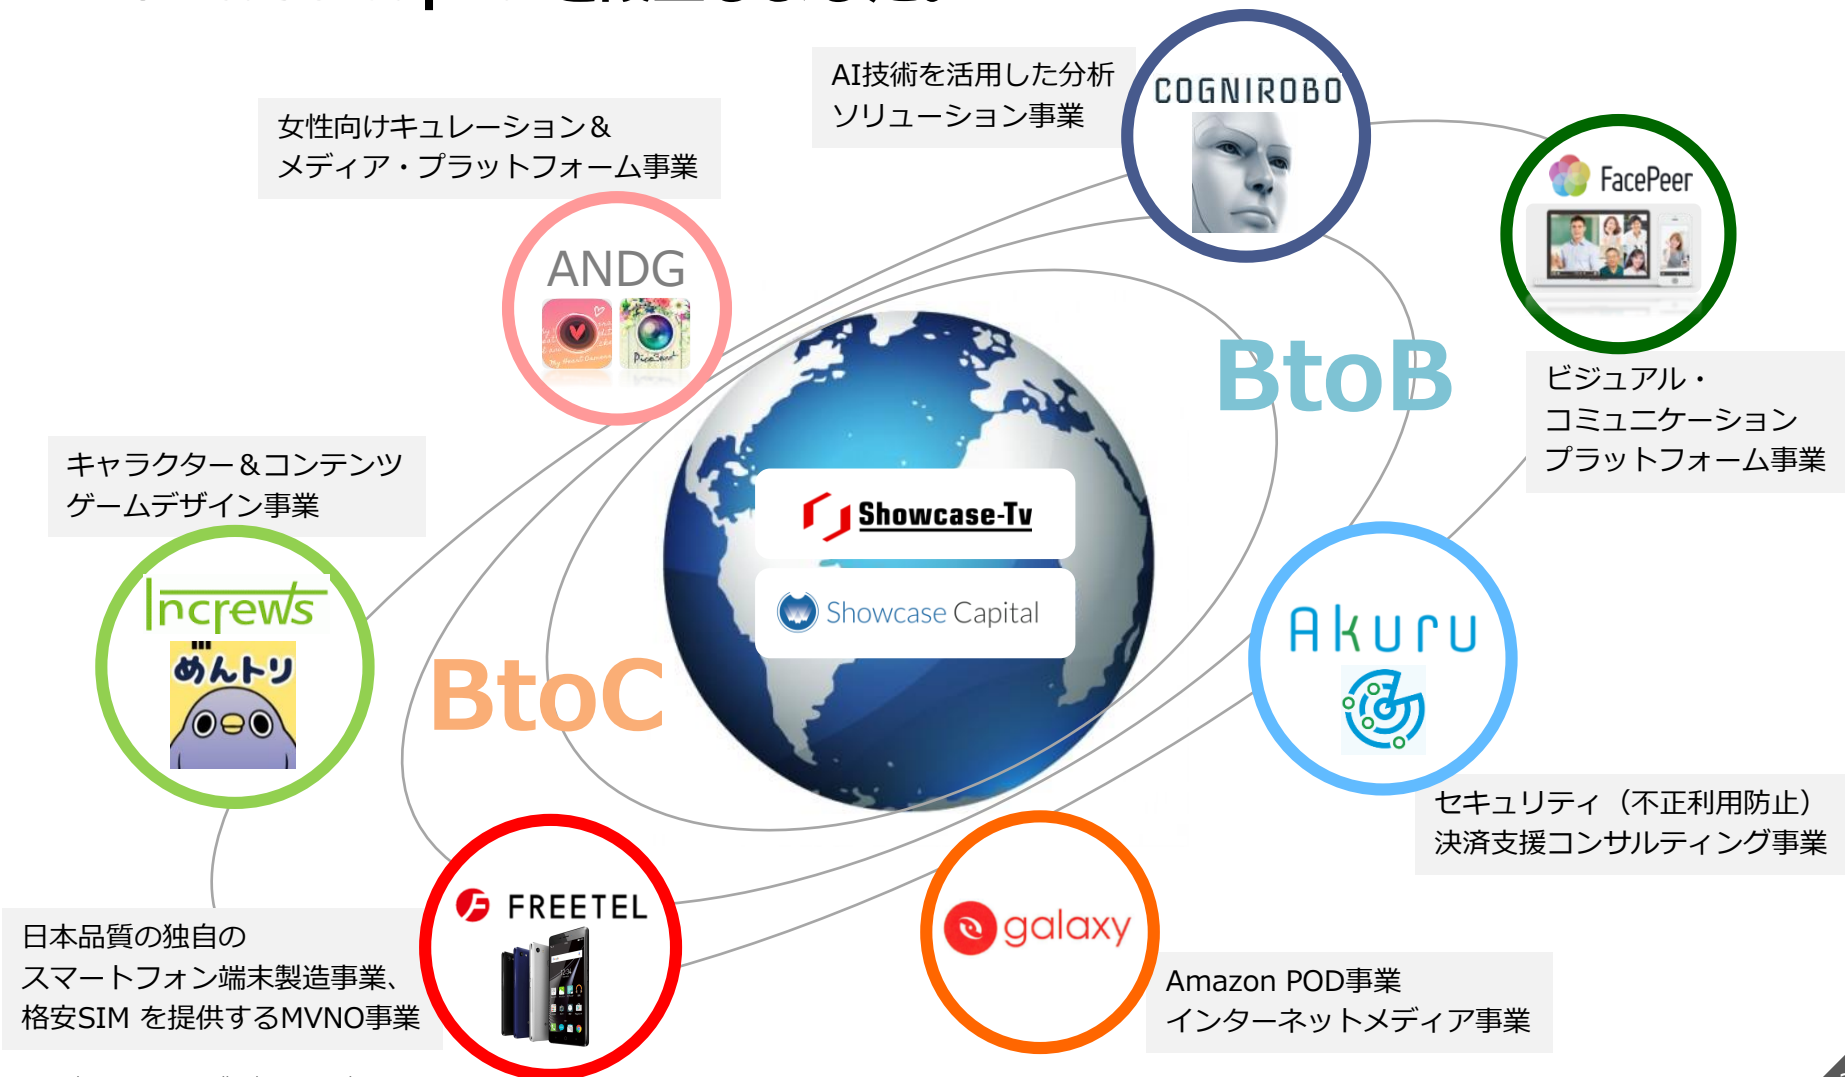 AI技術を活用した分析
ソリューション事業
COGNIROBO
女性向けキュレーション＆
メディア・プラットフォーム事業
FacePeer
ANDG
PicoSweet
BtoB
ビジュアル・
コミュニケーション
プラットフォーム事業
キャラクター＆コンテンツ
ゲームデザイン事業
Showcase-Tv
Showcase Capital
Increws
めんトリ
Akuru
BtoC
セキュリティ（不正利用防止）
決済支援コンサルティング事業
FREETEL
galaxy
日本品質の独自の
スマートフォン端末製造事業、
格安SIM を提供するMVNO事業
Amazon POD事業
インターネットメディア事業